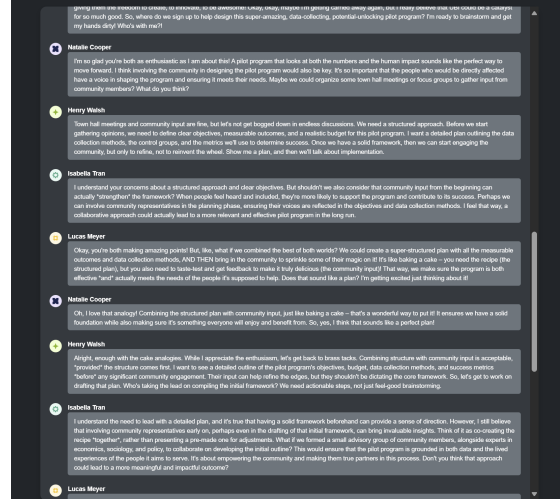 giving them the freedom to create, to innovate, to be awesome! Okay, okay, maybe I'm getting carried away again, but I really believe that UBI could be a catalyst
for so much good. So, where do we sign up to help design this super-amazing, data-collecting, potential-unlocking pilot program? I'm ready to brainstorm and get
my hands dirty! Who's with me?!
Natalie Cooper
I'm so glad you're both as enthusiastic as I am about this! A pilot program that looks at both the numbers and the human impact sounds like the perfect way to
move forward. I think involving the community in designing the pilot program would also be key. It's so important that the people who would be directly affected
have a voice in shaping the program and ensuring it meets their needs. Maybe we could organize some town hall meetings or focus groups to gather input from
community members? What do you think?
Henry Walsh
Town hall meetings and community input are fine, but let's not get bogged down in endless discussions. We need a structured approach. Before we start
gathering opinions, we need to define clear objectives, measurable outcomes, and a realistic budget for this pilot program. I want a detailed plan outlining the data
collection methods, the control groups, and the metrics we'll use to determine success. Once we have a solid framework, then we can start engaging the
community, but only to refine, not to reinvent the wheel. Show me a plan, and then we'll talk about implementation.
Isabella Tran
I understand your concerns about a structured approach and clear objectives. But shouldn't we also consider that community input from the beginning can
actually *strengthen* the framework? When people feel heard and included, they're more likely to support the program and contribute to its success. Perhaps we
can involve community representatives in the planning phase, ensuring their voices are reflected in the objectives and data collection methods. I feel that way, a
collaborative approach could actually lead to a more relevant and effective pilot program in the long run.
Lucas Meyer
Okay, you're both making amazing points! But, like, what if we combined the best of both worlds? We could create a super-structured plan with all the measurable
outcomes and data collection methods, AND THEN bring in the community to sprinkle some of their magic on it! It's like baking a cake – you need the recipe (the
structured plan), but you also need to taste-test and get feedback to make it truly delicious (the community input)! That way, we make sure the program is both
effective *and* actually meets the needs of the people it's supposed to help. Does that sound like a plan? I'm getting excited just thinking about it!
Natalie Cooper
Oh, I love that analogy! Combining the structured plan with community input, just like baking a cake – that's a wonderful way to put it! It ensures we have a solid
foundation while also making sure it's something everyone will enjoy and benefit from. So, yes, I think that sounds like a perfect plan!
Henry Walsh
Alright, enough with the cake analogies. While I appreciate the enthusiasm, let's get back to brass tacks. Combining structure with community input is acceptable,
*provided* the structure comes first. I want to see a detailed outline of the pilot program's objectives, budget, data collection methods, and success metrics
*before* any significant community engagement. Their input can help refine the edges, but they shouldn't be dictating the core framework. So, let's get to work on
drafting that plan. Who's taking the lead on compiling the initial framework? We need actionable steps, not just feel-good brainstorming.
Isabella Tran
I understand the need to lead with a detailed plan, and it's true that having a solid framework beforehand can provide a sense of direction. However, I still believe
that involving community representatives early on, perhaps even in the drafting of that initial framework, can bring invaluable insights. Think of it as co-creating the
recipe *together*, rather than presenting a pre-made one for adjustments. What if we formed a small advisory group of community members, alongside experts in
economics, sociology, and policy, to collaborate on developing the initial outline? This would ensure that the pilot program is grounded in both data and the lived
experiences of the people it aims to serve. It's about empowering the community and making them true partners in this process. Don't you think that approach
could lead to a more meaningful and impactful outcome?
Lucas Meyer